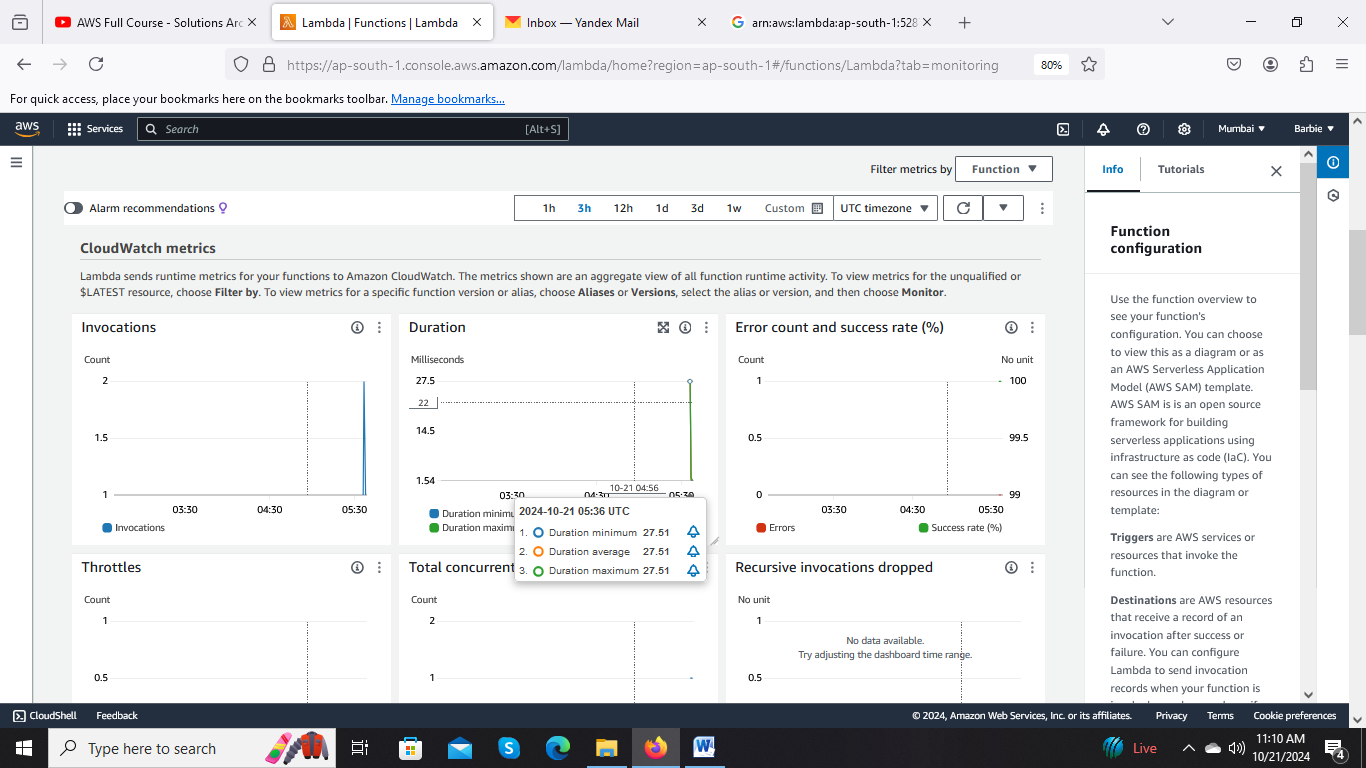 AWS Full Course - Solutions Arc
Lambda | Functions | Lambda
Inbox — Yandex Mail
arn:aws:lambda:ap-south-1:528
https://ap-south-1.console.aws.amazon.com/lambda/home?region=ap-south-1#/functions/Lambda?tab=monitoring
80%
For quick access, place your bookmarks here on the bookmarks toolbar. Manage bookmarks...
aws
Services
Search
[Alt+S]
Mumbai
Barbie
Filter metrics by
Function
Alarm recommendations
1h
3h
12h
1d
3d
1w
Custom
UTC timezone
CloudWatch metrics
Lambda sends runtime metrics for your functions to Amazon CloudWatch. The metrics shown are an aggregate view of all function runtime activity. To view metrics for the unqualified or
$LATEST resource, choose Filter by. To view metrics for a specific function version or alias, choose Aliases or Versions, select the alias or version, and then choose Monitor.
Invocations
Count
2
1.5
1
03:30
04:30
05:30
Invocations
Duration
Milliseconds
27.5
22
14.5
1.54
10-21 04:56
03:30
04:30
05:30
Duration minimu
Duration maximu
2024-10-21 05:36 UTC
1. Duration minimum 27.51
2. Duration average 27.51
3. Duration maximum 27.51
Error count and success rate (%)
Count
No unit
1
100
0.5
99.5
0
99
03:30
04:30
05:30
Errors
Success rate (%)
Throttles
Count
1
0.5
Total concurrent
Count
2
1
Recursive invocations dropped
No unit
1
No data available.
Try adjusting the dashboard time range.
0.5
Info
Tutorials
Function
configuration
Use the function overview to
see your function's
configuration. You can choose
to view this as a diagram or as
an AWS Serverless Application
Model (AWS SAM) template.
AWS SAM is is an open source
framework for building
serverless applications using
infrastructure as code (IaC). You
can see the following types of
resources in the diagram or
template:
Triggers are AWS services or
resources that invoke the
function.
Destinations are AWS resources
that receive a record of an
invocation after success or
failure. You can configure
Lambda to send invocation
records when your function is
CloudShell
Feedback
© 2024, Amazon Web Services, Inc. or its affiliates.
Privacy
Terms
Cookie preferences
Type here to search
Live
11:10 AM
10/21/2024
4